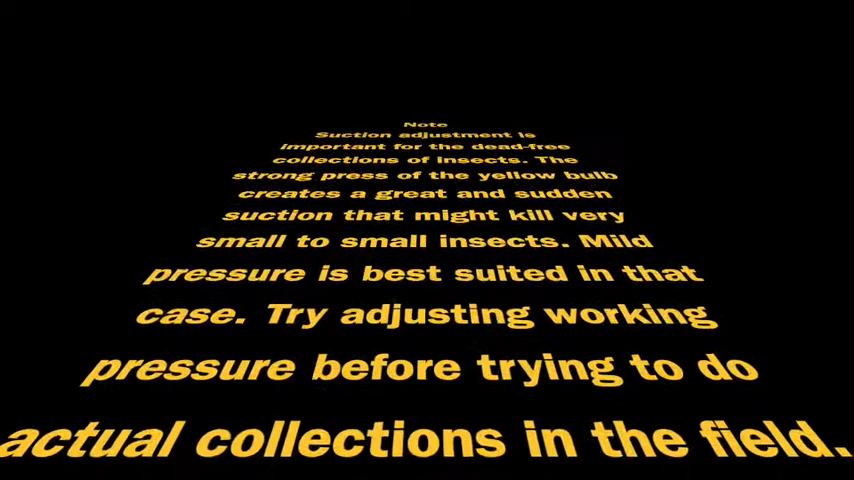 Note
Suction adjustment is
important for the dead-free
collections of insects. The
strong press of the yellow bulb
creates a great and sudden
suction that might kill very
small to small insects. Mild
pressure is best suited in that
case. Try adjusting working
pressure before trying to do
actual collections in the field.